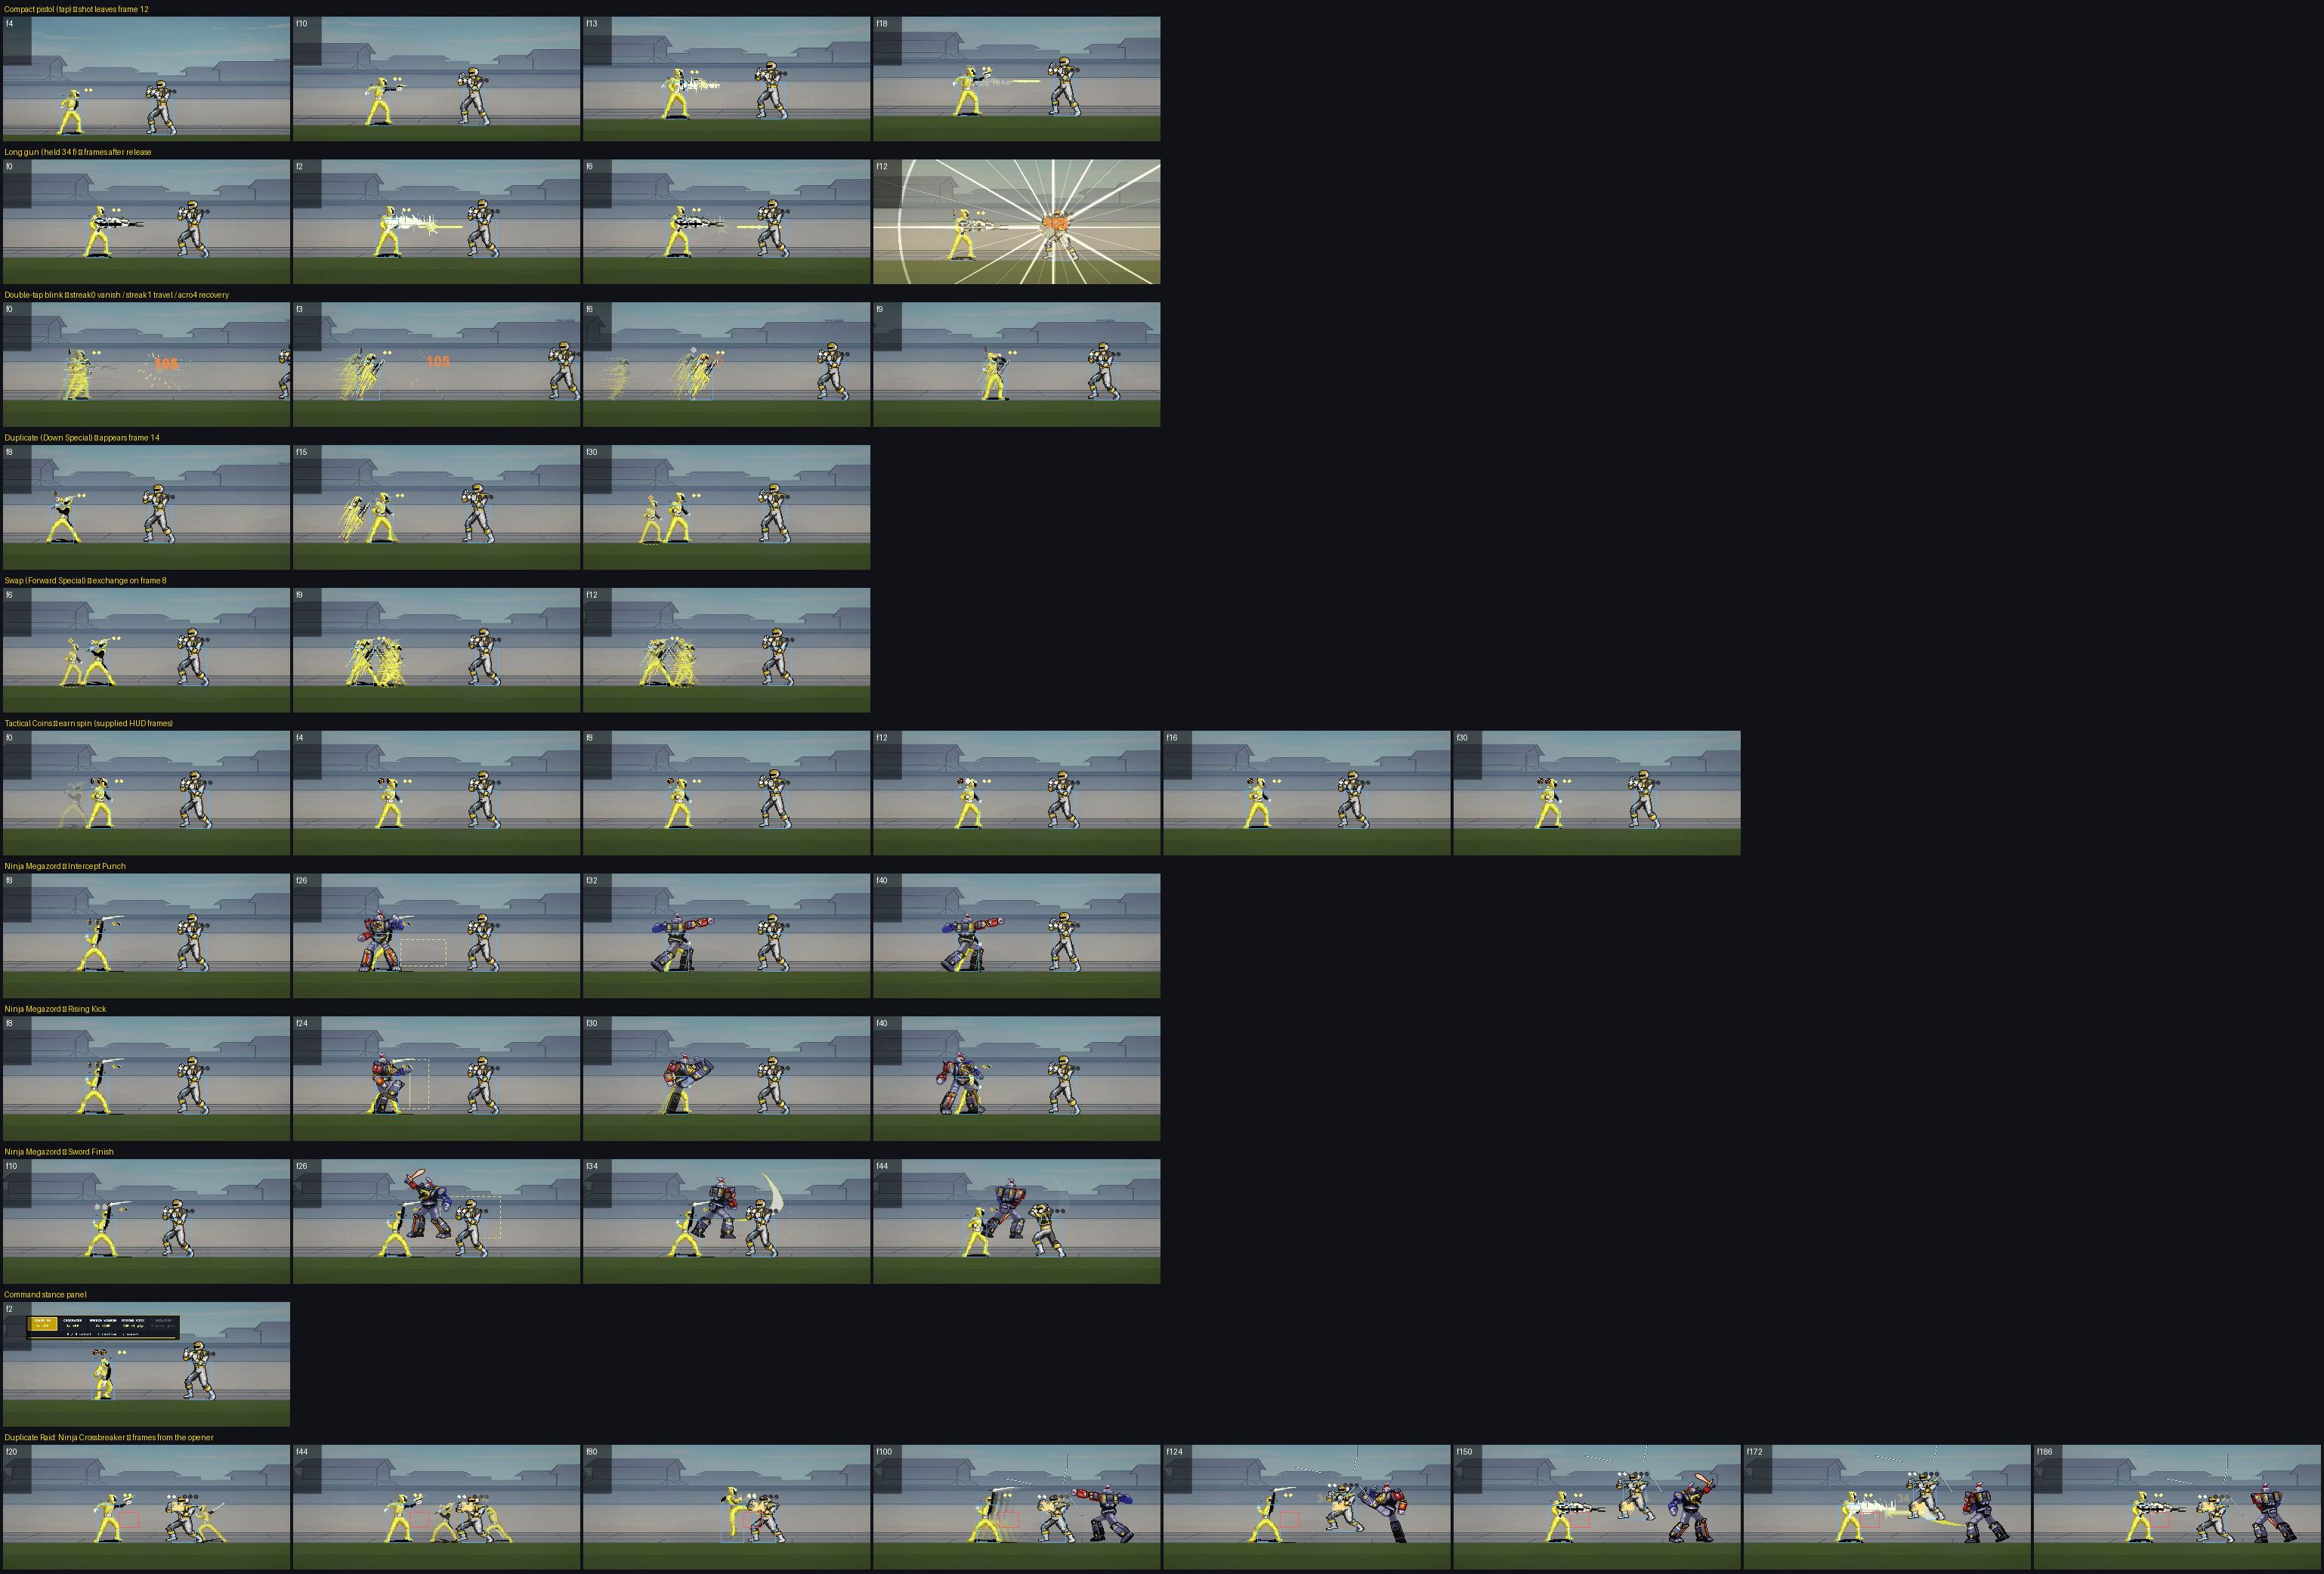 Compact pistol (tap) ▯ shot leaves frame 12
f4 f10 f13 f18
Long gun (held 34 f) ▯ frames after release
f0 f2 f6 f12
Double-tap blink ▯ streak0 vanish / streak1 travel / acro4 recovery
f0 f3 f6 f9
105 105
Duplicate (Down Special) ▯ appears frame 14
f8 f15 f30
Swap (Forward Special) ▯ exchange on frame 8
f6 f9 f12
Tactical Coins ▯ earn spin (supplied HUD frames)
f0 f4 f8 f12 f16 f30
Ninja Megazord ▯ Intercept Punch
f8 f26 f32 f40
Ninja Megazord ▯ Rising Kick
f8 f24 f30 f40
Ninja Megazord ▯ Sword Finish
f10 f26 f34 f44
Command stance panel
f2
Duplicate Raid: Ninja Crossbreaker ▯ frames from the opener
f20 f44 f80 f100 f124 f150 f172 f186